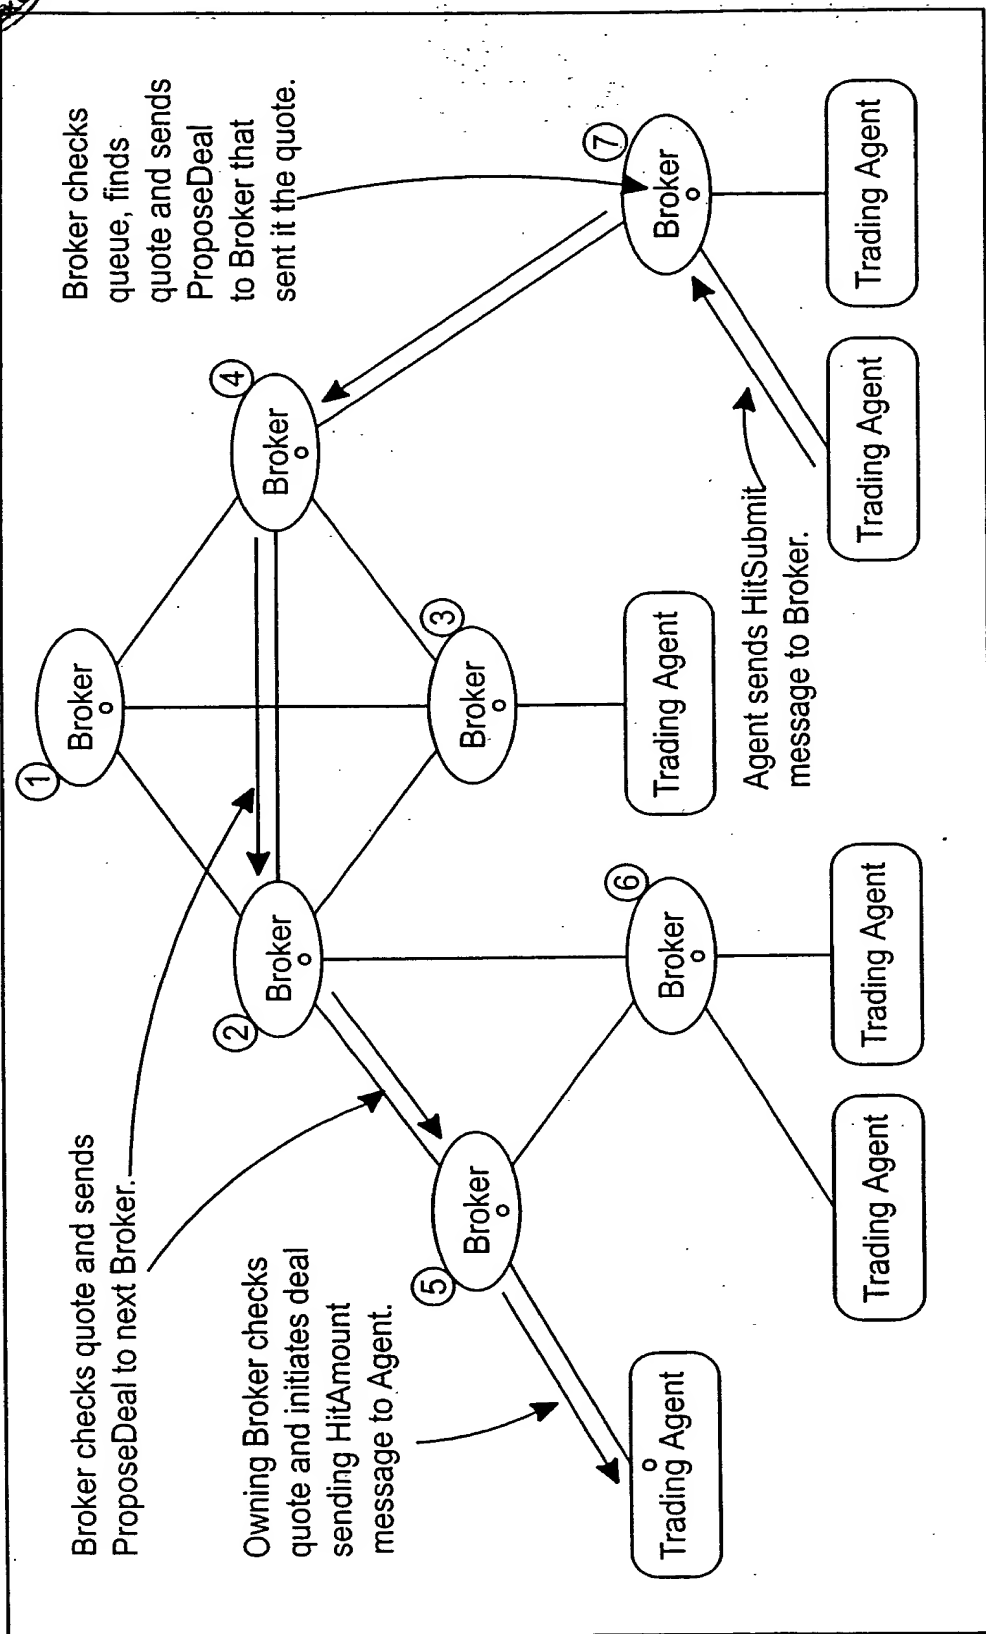 Broker checks quote and sends
ProposeDeal to next Broker.
Owning Broker checks
quote and initiates deal
sending HitAmount
message to Agent.
Broker checks
queue, finds
quote and sends
ProposeDeal
to Broker that
sent it the quote.
1
Broker
2
Broker
4
Broker
3
Broker
5
Broker
6
Broker
7
Broker
Trading Agent
Trading Agent
Trading Agent
Trading Agent
Agent sends HitSubmit
message to Broker.
Trading Agent
Trading Agent